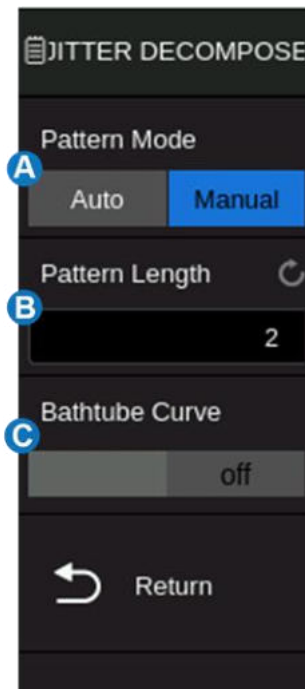 JITTER DECOMPOSE
Pattern Mode
A
Auto Manual
Pattern Length
B
2
Bathtube Curve
C
off
Return